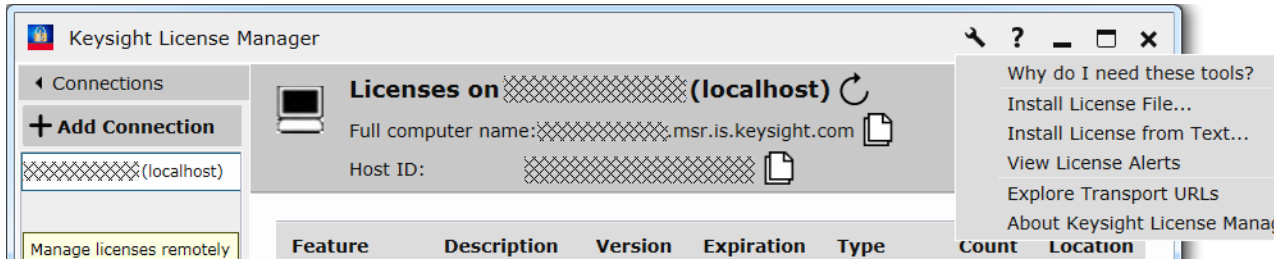 Keysight License Manager
?
Connections
+ Add Connection
(localhost)
Manage licenses remotely
Licenses on (localhost)
Full computer name: .msr.is.keysight.com
Host ID:
Feature Description Version Expiration Type Count Location
Why do I need these tools?
Install License File...
Install License from Text...
View License Alerts
Explore Transport URLs
About Keysight License Manag